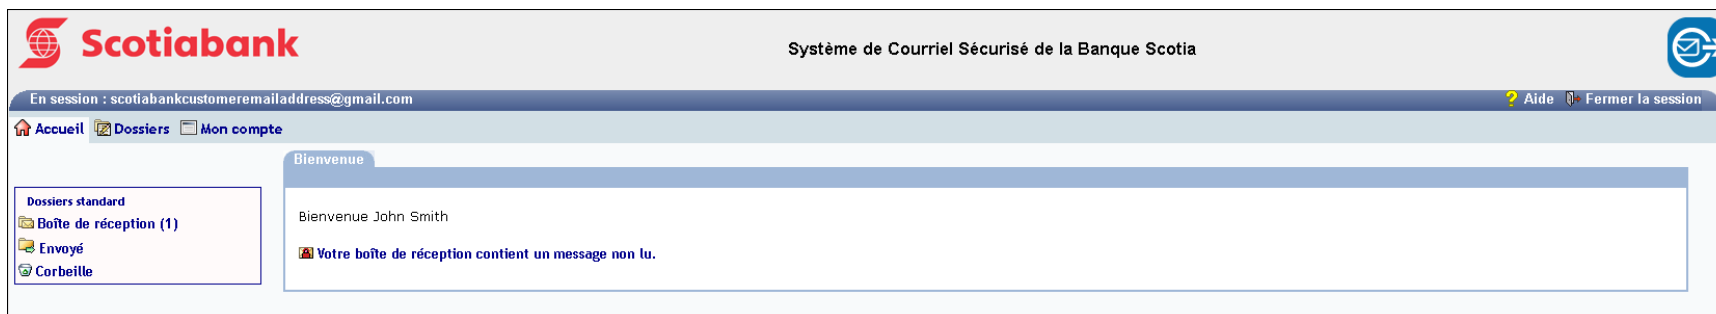 Scotiabank
Système de Courriel Sécurisé de la Banque Scotia
En session : scotiabankcustomeremailaddress@gmail.com
? Aide Fermer la session
Accueil Dossiers Mon compte
Bienvenue
Dossiers standard
Boîte de réception (1)
Envoyé
Corbeille
Bienvenue John Smith
Votre boîte de réception contient un message non lu.